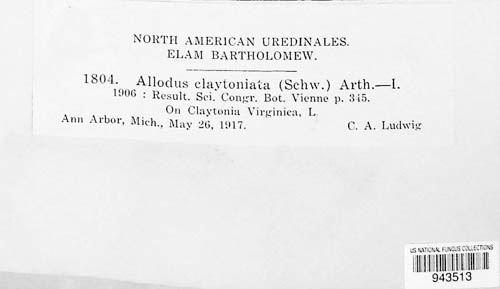 NORTH AMERICAN UREDINALES.
ELAM BARTHOLOMEW.
1804. Allodus claytoniata (Schw.) Arth.—I.
1906 : Result. Sci. Congr. Bot. Vienne p. 345.
On Claytonia Virginica, L.
Ann Arbor, Mich., May 26, 1917. C. A. Ludwig
US NATIONAL FUNGUS COLLECTIONS
943513